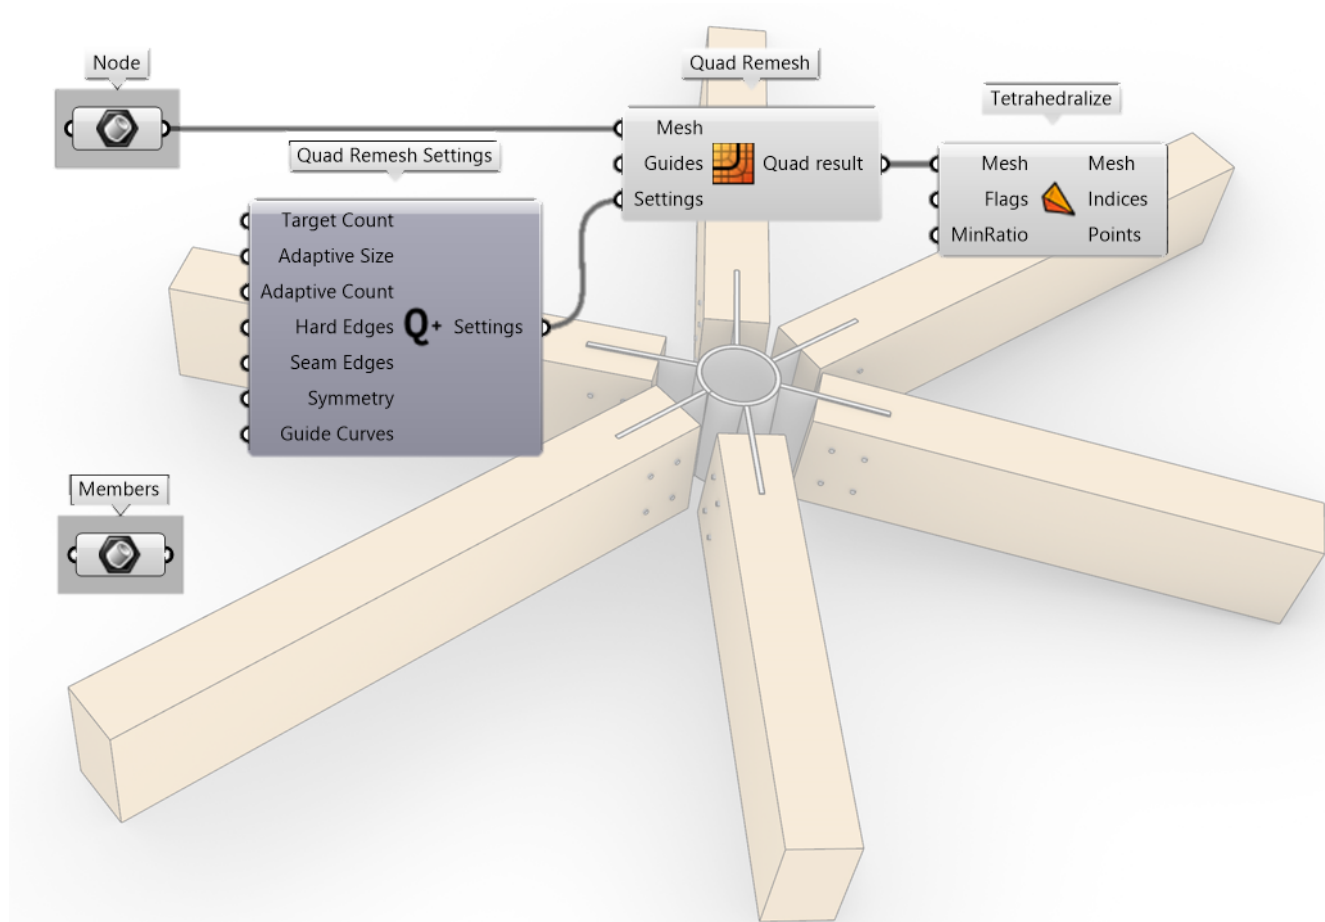 Node
Quad Remesh
Tetrahedralize
Quad Remesh Settings
Mesh
Guides
Settings
Quad result
Mesh
Flags
MinRatio
Mesh
Indices
Points
Target Count
Adaptive Size
Adaptive Count
Hard Edges
Seam Edges
Symmetry
Guide Curves
Q+
Settings
Members